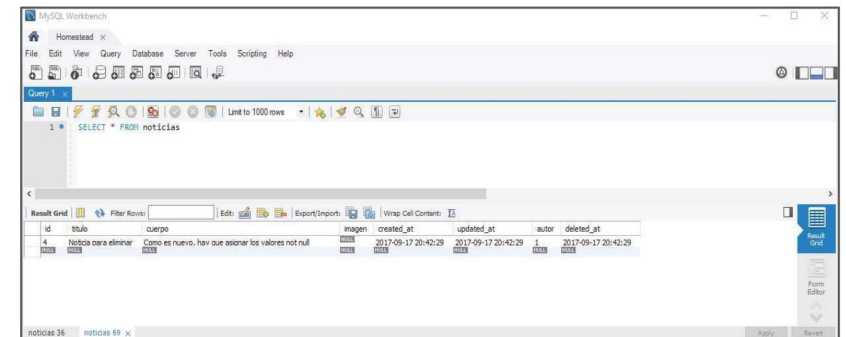 MySQL Workbench
Homestead ×
File Edit View Query Database Server Tools Scripting Help
Query 1 ×
Limit to 1000 rows
1 SELECT * FROM noticias
Result Grid Filter Rows: Edit: Export/Import: Wrap Cell Content:
id titulo cuerpo imagen created_at updated_at autor deleted_at
4 Noticia para eliminar Como es nuevo, hay que asignar los valores not null NULL 2017-09-17 20:42:29 2017-09-17 20:42:29 1 2017-09-17 20:42:29
NULL NULL NULL NULL NULL NULL NULL NULL
Result
Grid
Form
Editor
noticias 36 noticias 69 × Apply Revert